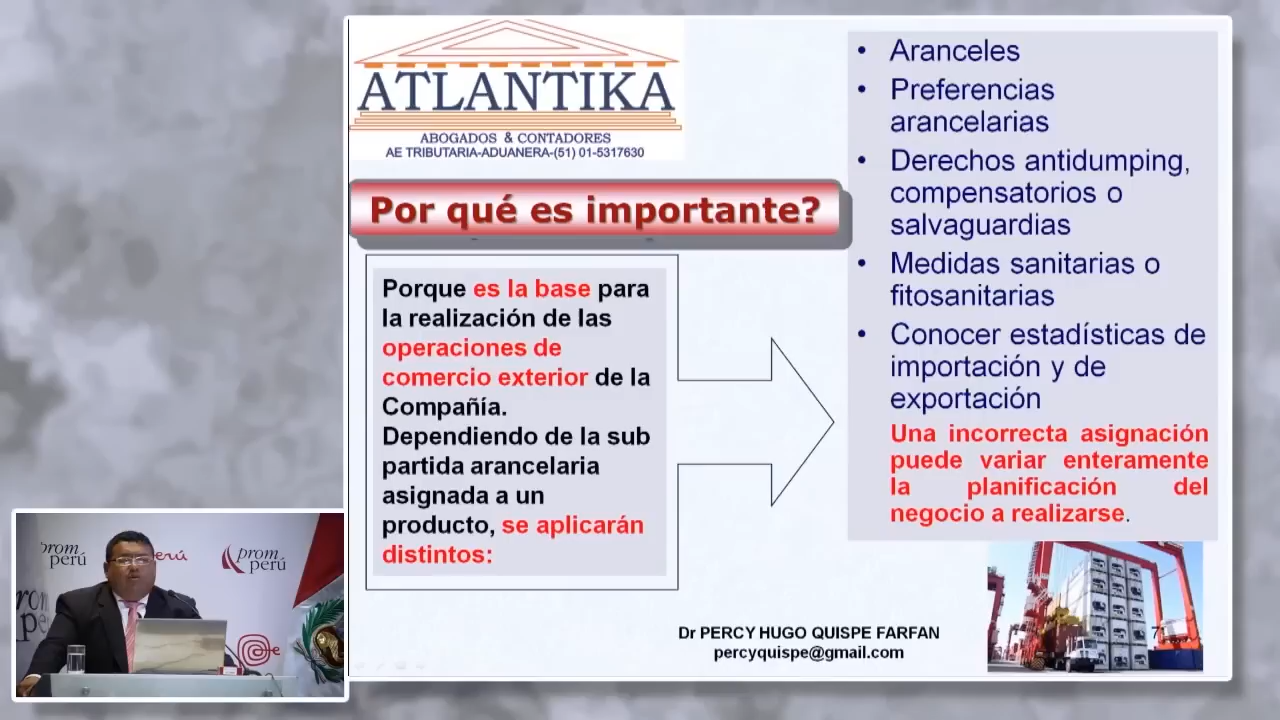 ATLANTIKA
ABOGADOS & CONTADORES
AE TRIBUTARIA-ADUANERA-(51) 01-5317630
Por qué es importante?
Porque es la base para
la realización de las
operaciones de
comercio exterior de la
Compañía.
Dependiendo de la sub
partida arancelaria
asignada a un
producto, se aplicarán
distintos:
• Aranceles
• Preferencias
arancelarias
• Derechos antidumping,
compensatorios o
salvaguardias
• Medidas sanitarias o
fitosanitarias
• Conocer estadísticas de
importación y de
exportación
Una incorrecta asignación
puede variar enteramente
la planificación del
negocio a realizarse.
Dr PERCY HUGO QUISPE FARFAN
percyquispe@gmail.com
prom
perú
prom
perú